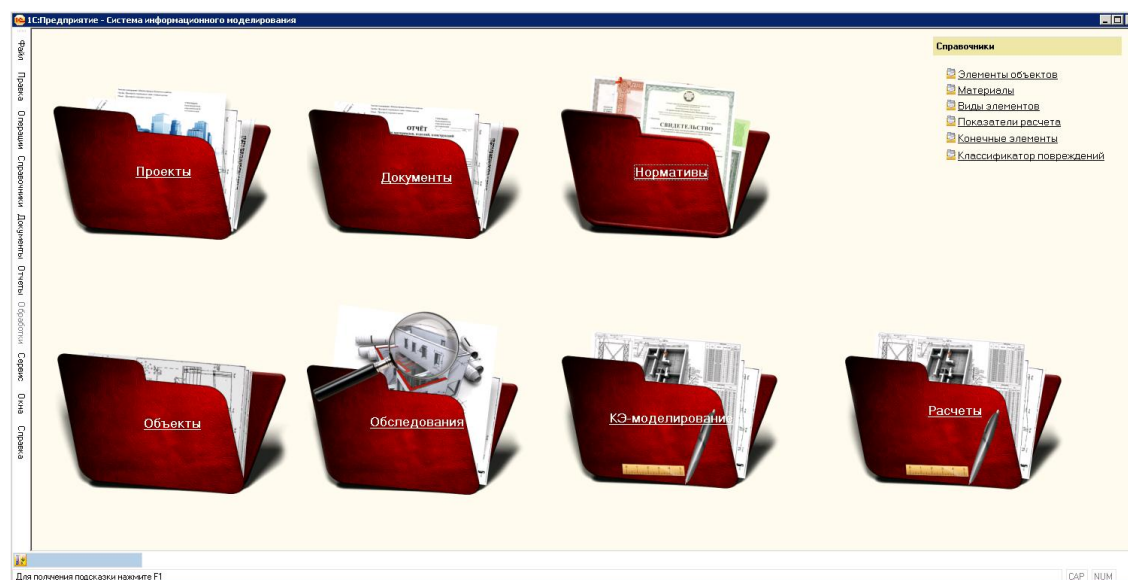 1С:Предприятие - Система информационного моделирования
Файл Правка Операции Справочники Документы Отчеты Обработки Сервис Окна Справка
Справочники
Элементы объектов
Материалы
Виды элементов
Показатели расчета
Конечные элементы
Классификатор повреждений
ОТЧЁТ
СВИДЕТЕЛЬСТВО
Проекты
Документы
Нормативы
Объекты
Обследования
КЭ-моделирование
Расчеты
Для получения подсказки нажмите F1
CAP NUM